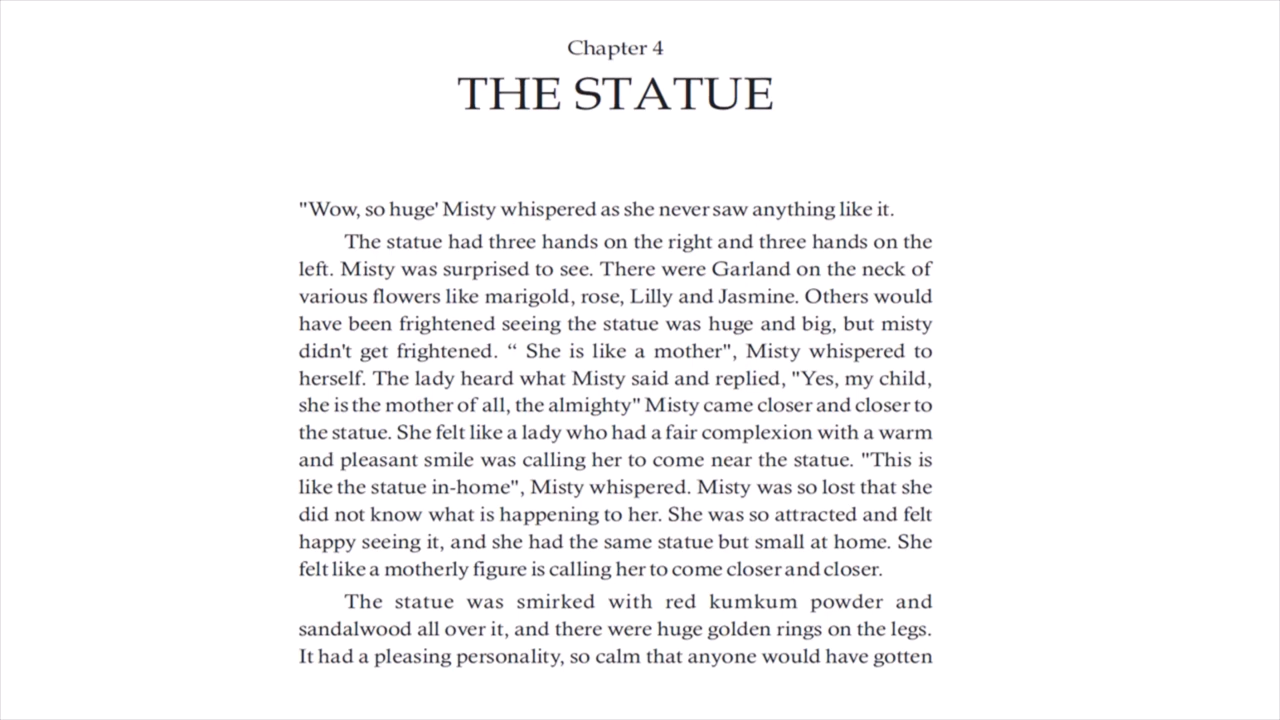 Chapter 4
THE STATUE
"Wow, so huge' Misty whispered as she never saw anything like it.
The statue had three hands on the right and three hands on the
left. Misty was surprised to see. There were Garland on the neck of
various flowers like marigold, rose, Lilly and Jasmine. Others would
have been frightened seeing the statue was huge and big, but misty
didn't get frightened. “ She is like a mother", Misty whispered to
herself. The lady heard what Misty said and replied, "Yes, my child,
she is the mother of all, the almighty" Misty came closer and closer to
the statue. She felt like a lady who had a fair complexion with a warm
and pleasant smile was calling her to come near the statue. "This is
like the statue in-home", Misty whispered. Misty was so lost that she
did not know what is happening to her. She was so attracted and felt
happy seeing it, and she had the same statue but small at home. She
felt like a motherly figure is calling her to come closer and closer.
The statue was smirked with red kumkum powder and
sandalwood all over it, and there were huge golden rings on the legs.
It had a pleasing personality, so calm that anyone would have gotten